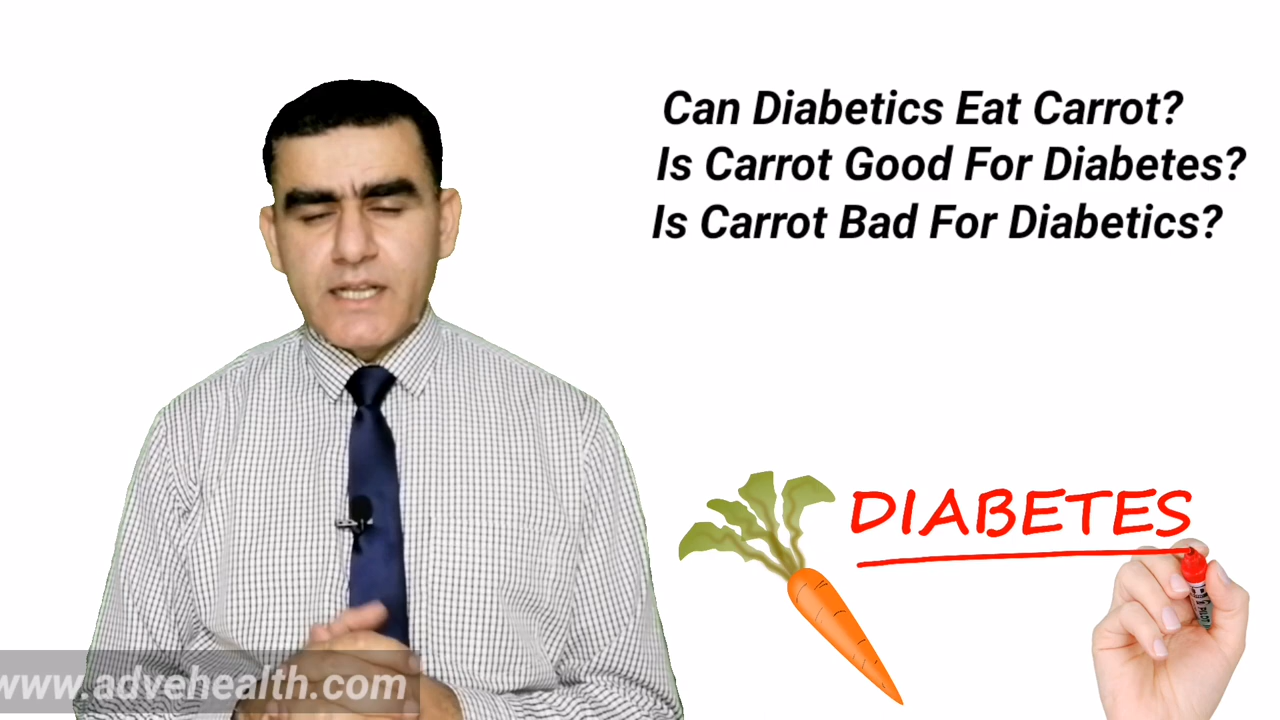 Can Diabetics Eat Carrot?
Is Carrot Good For Diabetes?
Is Carrot Bad For Diabetics?
DIABETES
www.advehealth.com